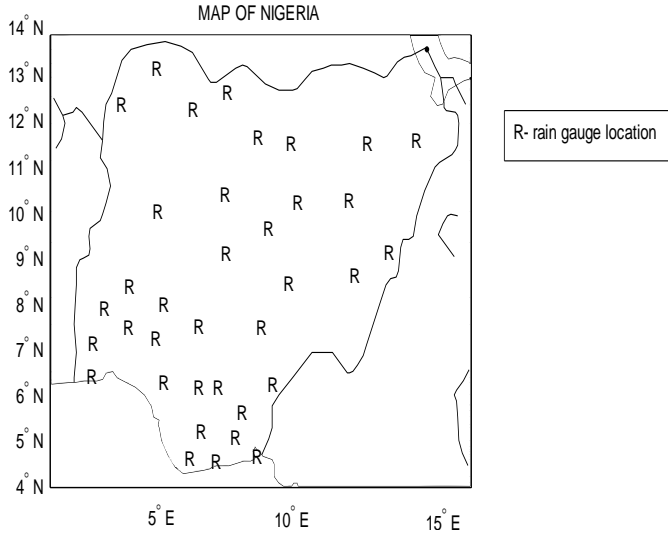 MAP OF NIGERIA
14° N
13° N R
R
R R
12° N
R R R R
R- rain gauge location
11° N
R R R
10° N R
R
9° N R R
R R R
8° N R R
R R R
7° N R R
R R R R R
6° N
R
5° N R R
R R R
4° N
5° E 10° E 15° E